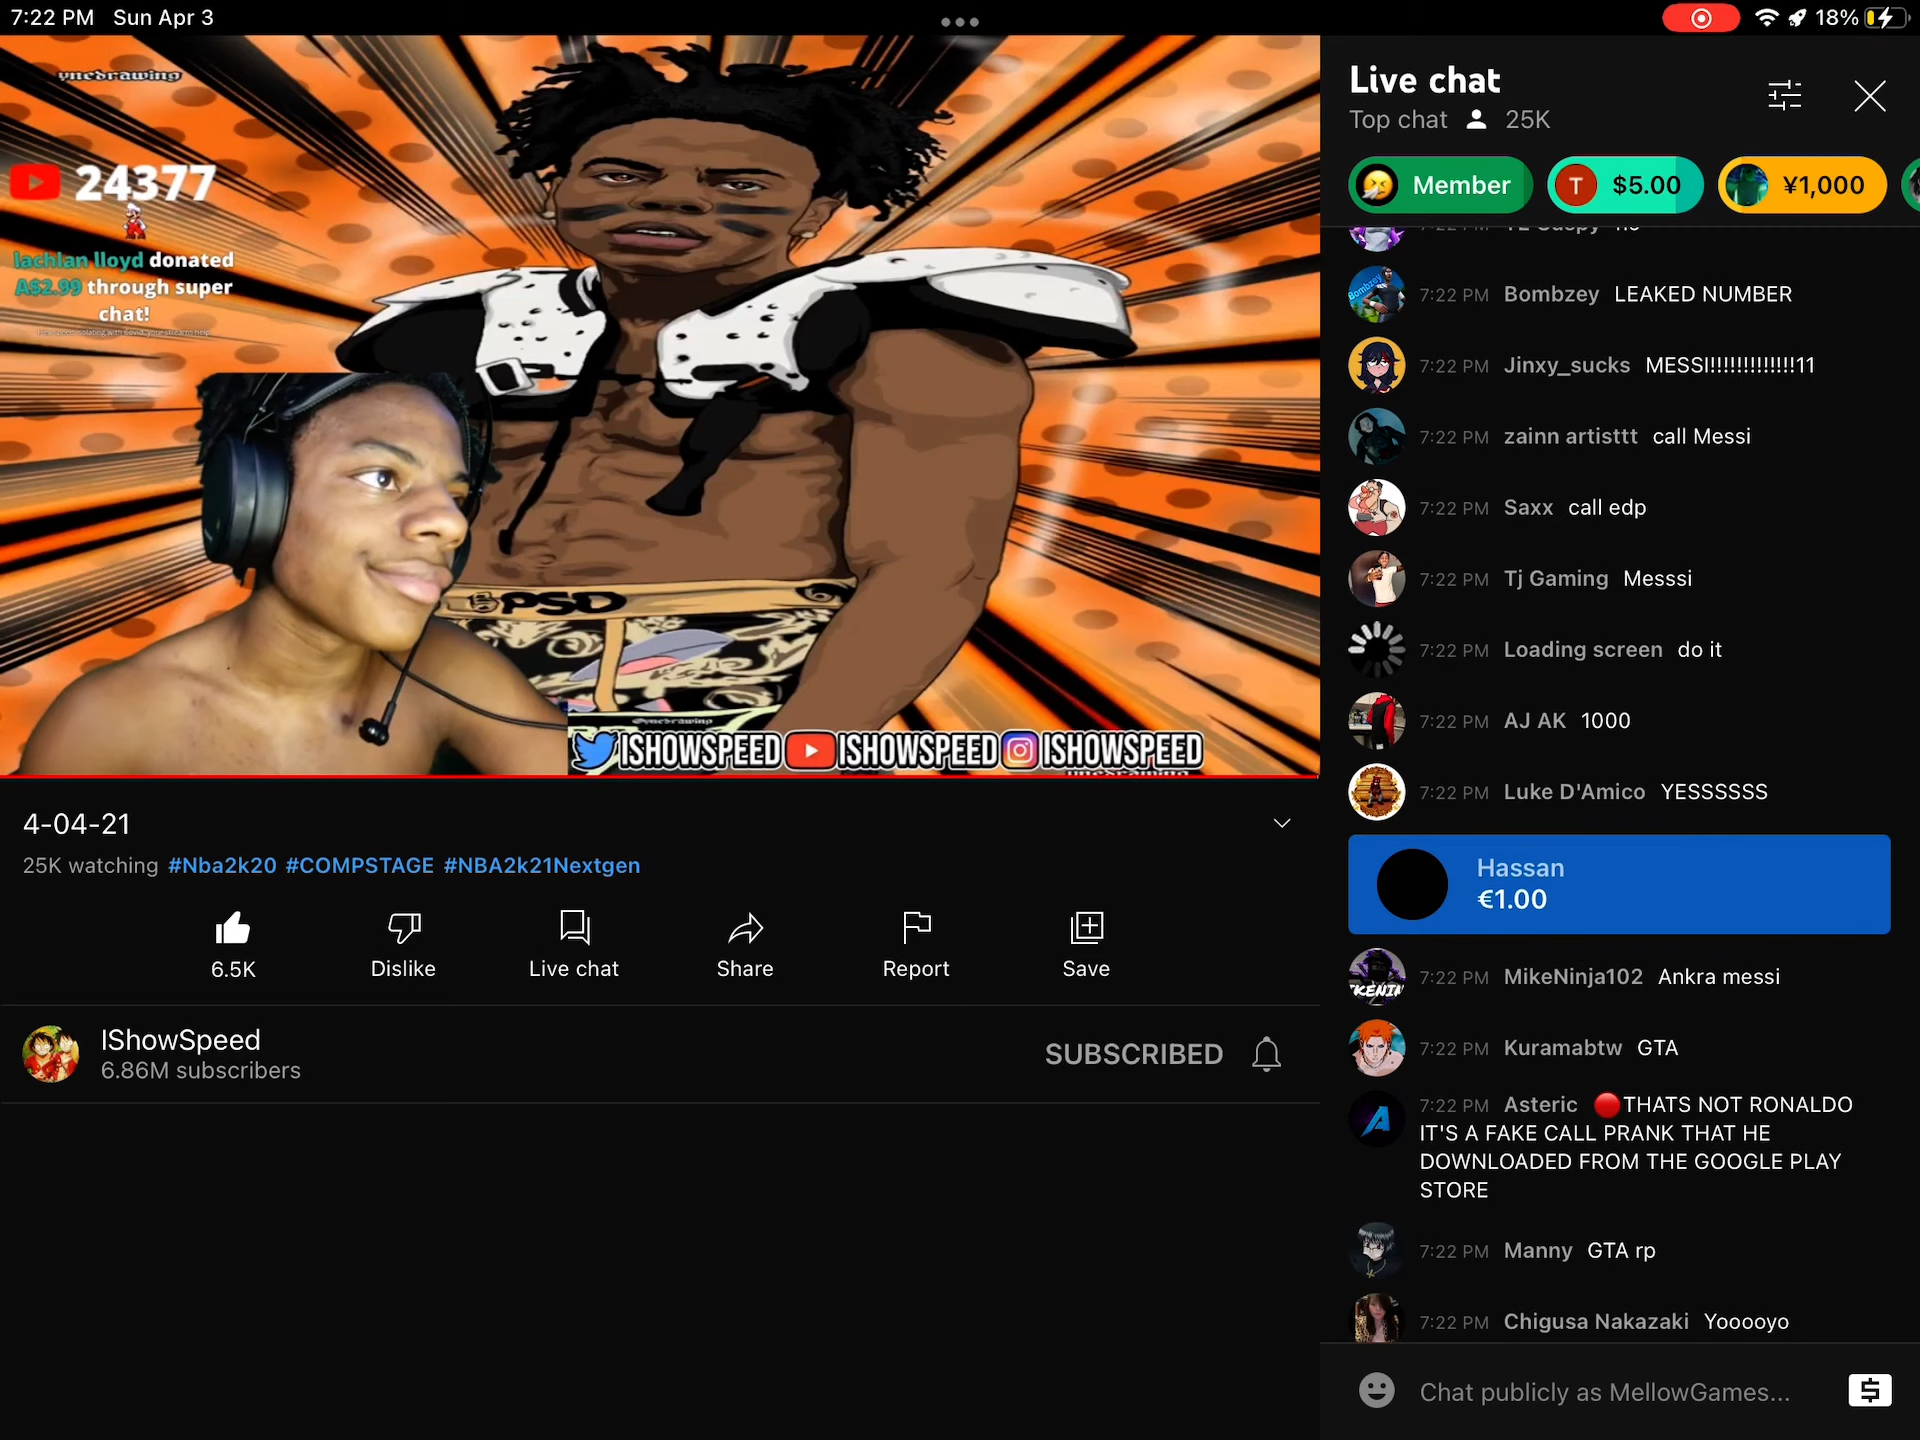 7:22 PM Sun Apr 3
18%
ynedrawing
24377
lachlan lloyd donated
A$2.99 through super
chat!
PSD
@ynedrawing
ISHOWSPEED ISHOWSPEED ISHOWSPEED
ynedrawing
4-04-21
25K watching #Nba2k20 #COMPSTAGE #NBA2k21Nextgen
6.5K Dislike Live chat Share Report Save
IShowSpeed
6.86M subscribers
SUBSCRIBED
Live chat
Top chat 25K
Member T $5.00 ¥1,000
7:22 PM Bombzey LEAKED NUMBER
Bombzey
7:22 PM Jinxy_sucks MESSI!!!!!!!!!!!!!11
7:22 PM zainn artisttt call Messi
7:22 PM Saxx call edp
7:22 PM Tj Gaming Messsi
7:22 PM Loading screen do it
7:22 PM AJ AK 1000
7:22 PM Luke D'Amico YESSSSSS
Hassan
€1.00
7:22 PM MikeNinja102 Ankra messi
7:22 PM Kuramabtw GTA
7:22 PM Asteric 🔴THATS NOT RONALDO
IT'S A FAKE CALL PRANK THAT HE
DOWNLOADED FROM THE GOOGLE PLAY
STORE
7:22 PM Manny GTA rp
7:22 PM Chigusa Nakazaki Yooooyo
Chat publicly as MellowGames...